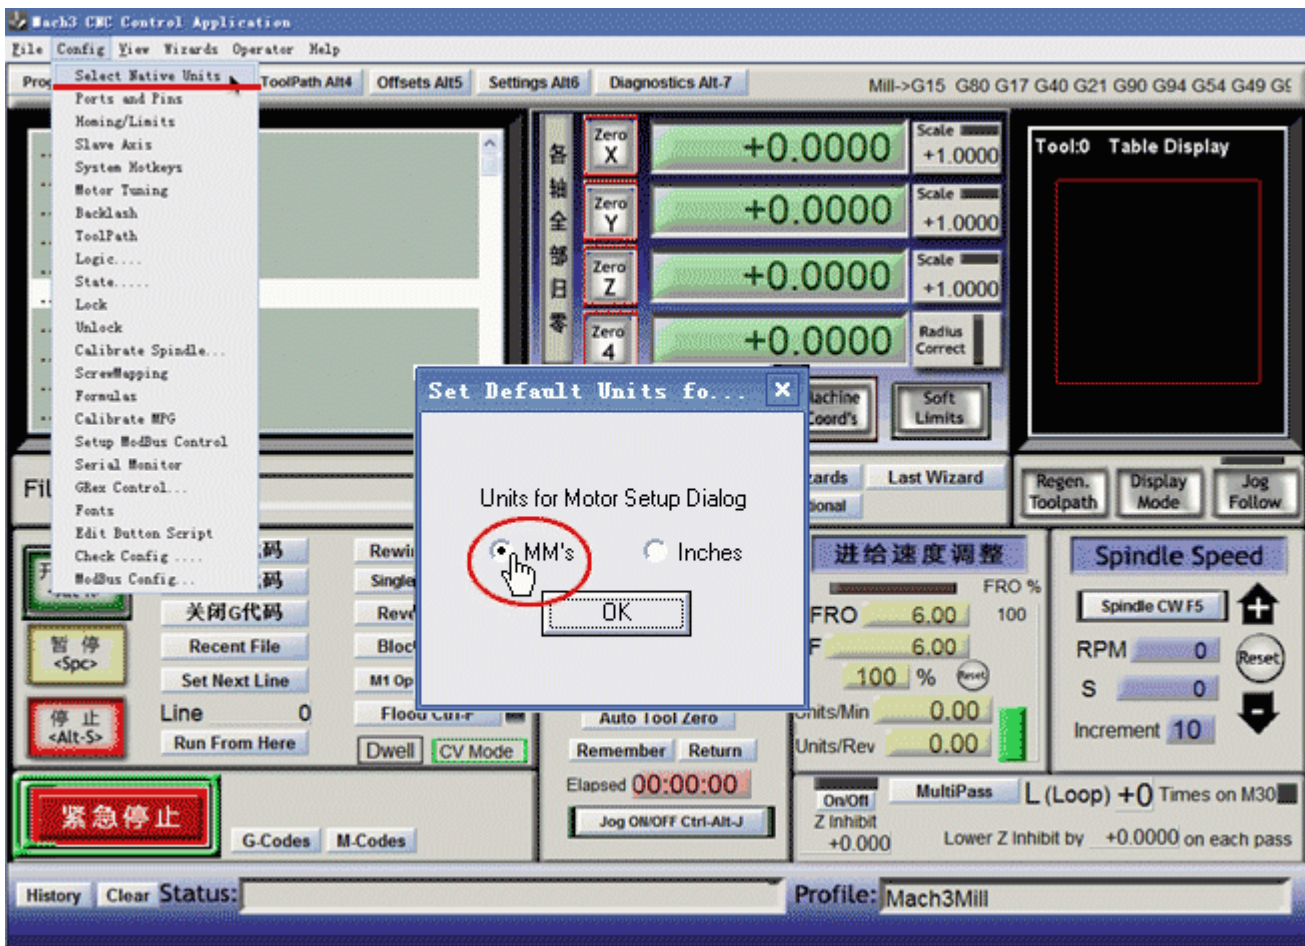 Mach3 CNC Control Application
File Config View Wizards Operator Help
Select Native Units
Ports and Pins
Homing/Limits
Slave Axis
System Hotkeys
Motor Tuning
Backlash
ToolPath
Logic....
State.....
Lock
Unlock
Calibrate Spindle...
ScrewMapping
Formulas
Calibrate MPG
Setup ModBus Control
Serial Monitor
GRex Control...
Fonts
Edit Button Script
Check Config ....
ModBus Config...
ToolPath Alt4 Offsets Alt5 Settings Alt6 Diagnostics Alt-7
Mill->G15 G80 G17 G40 G21 G90 G94 G54 G49
各轴全部日零
Zero X +0.0000 Scale +1.0000
Zero Y +0.0000 Scale +1.0000
Zero Z +0.0000 Scale +1.0000
Zero 4 +0.0000 Radius Correct
Soft Limits
Tool:0 Table Display
Set Default Units fo...
Units for Motor Setup Dialog
MM's Inches
OK
Last Wizard
Regen. Toolpath
Display Mode
Jog Follow
关闭G代码
Recent File
Set Next Line
Line 0
Run From Here
暂 停
<Spc>
停 止
<Alt-S>
Dwell CV Mode
Auto Tool Zero
Remember Return
Elapsed 00:00:00
Jog ON/OFF Ctrl-Alt-J
进给速度调整
FRO %
FRO 6.00 100
F 6.00
100 % Reset
Units/Min 0.00
Units/Rev 0.00
Spindle Speed
Spindle CW F5
RPM 0
Reset
S 0
Increment 10
紧急停止
G-Codes M-Codes
On/Off
Z Inhibit
+0.000
MultiPass L (Loop) +0 Times on M30
Lower Z Inhibit by +0.0000 on each pass
History Clear Status:
Profile: Mach3Mill